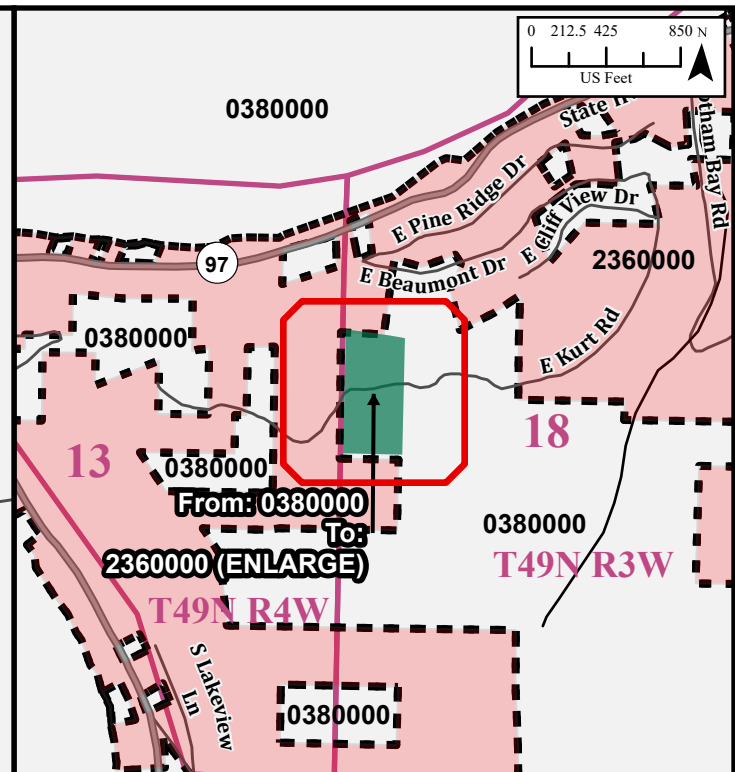 0 212.5 425 850 N
US Feet
0380000
State
otham Bay Rd
E Pine Ridge Dr
E Cliff View Dr
97
E Beaumont Dr
2360000
0380000
E Kurt Rd
18
13
0380000
From: 0380000
To:
2360000 (ENLARGE)
0380000
T49N R3W
T49N R4W
S Lakeview
Ln
0380000